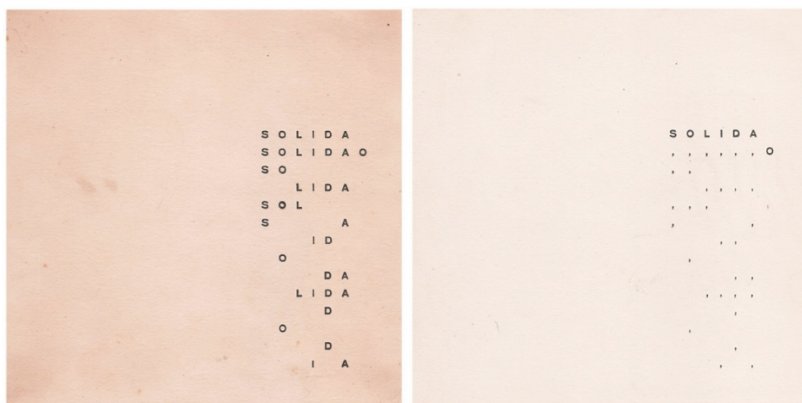 SOLIDA
SOLIDAO
SO
LIDA
SOL
S A
ID
O
DA
LIDA
D
O
D
I A
SOLIDA
, , , , , , O
, ,
, , , ,
, , ,
, ,
, ,
,
, ,
, , , ,
,
,
,
, ,